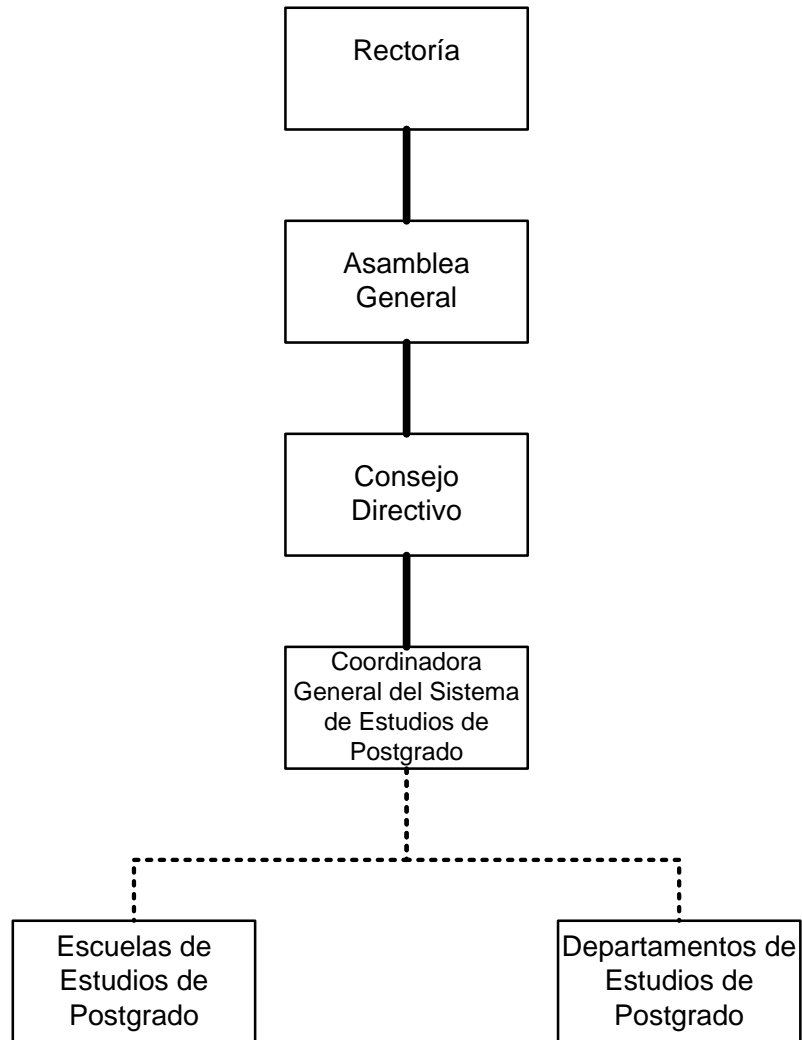 Rectoría
Asamblea
General
Consejo
Directivo
Coordinadora
General del Sistema
de Estudios de
Postgrado
Escuelas de
Estudios de
Postgrado
Departamentos de
Estudios de
Postgrado